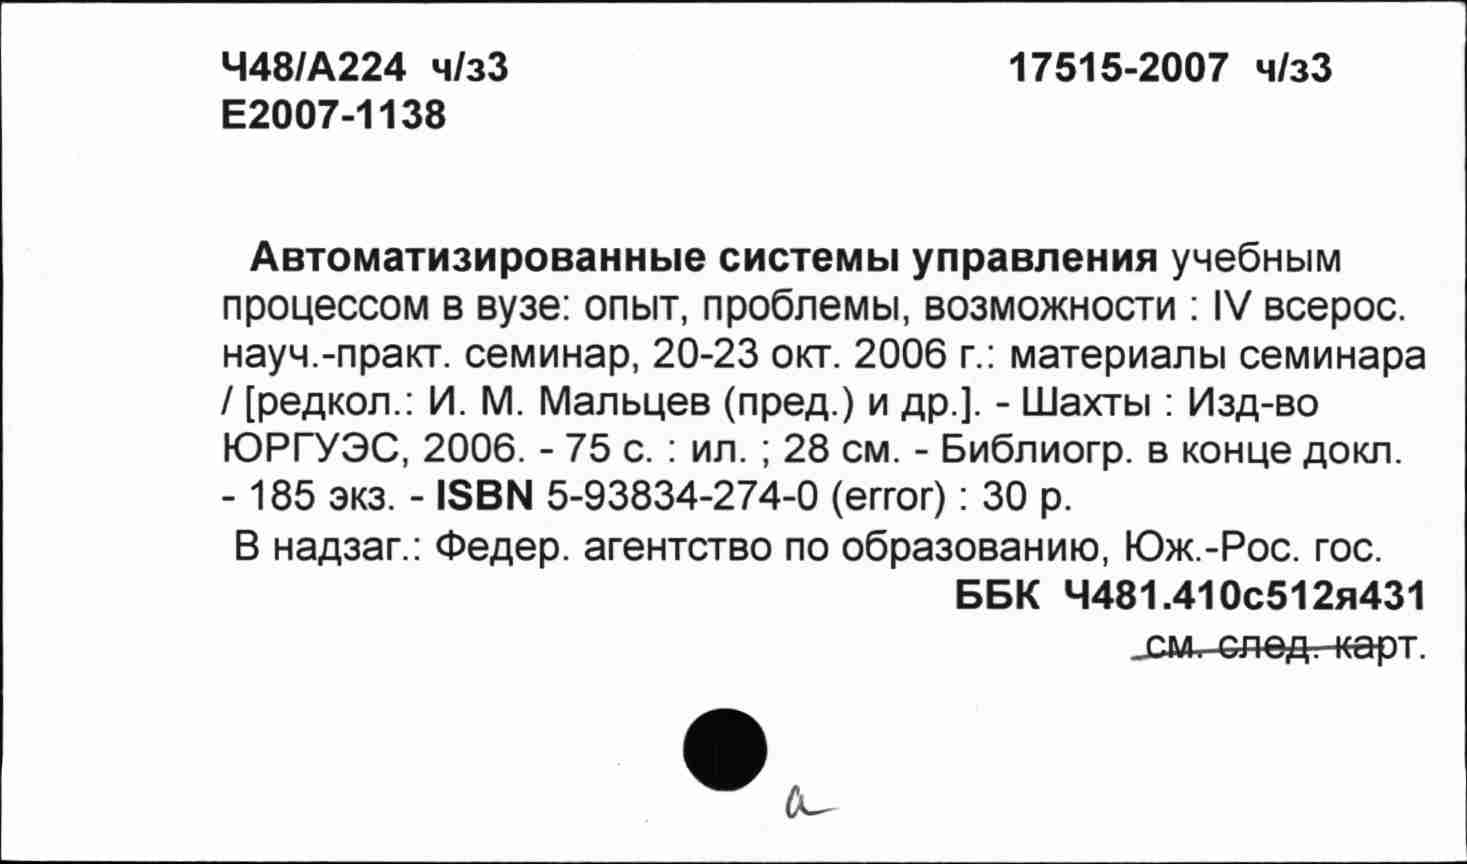 Ч48/А224 ч/з3
17515-2007 ч/з3
Е2007-1138
Автоматизированные системы управления учебным
процессом в вузе: опыт, проблемы, возможности : IV всерос.
науч.-практ. семинар, 20-23 окт. 2006 г.: материалы семинара
/ [редкол.: И. М. Мальцев (пред.) и др.]. - Шахты : Изд-во
ЮРГУЭС, 2006. - 75 с. : ил. ; 28 см. - Библиогр. в конце докл.
- 185 экз. - ISBN 5-93834-274-0 (error) : 30 р.
В надзаг.: Федер. агентство по образованию, Юж.-Рос. гос.
ББК Ч481.410с512я431
см. след. карт.
а